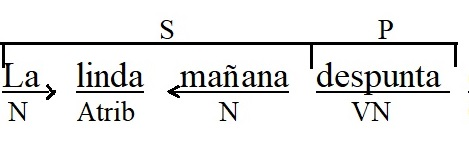 S P
La linda mañana despunta
N Atrib N VN